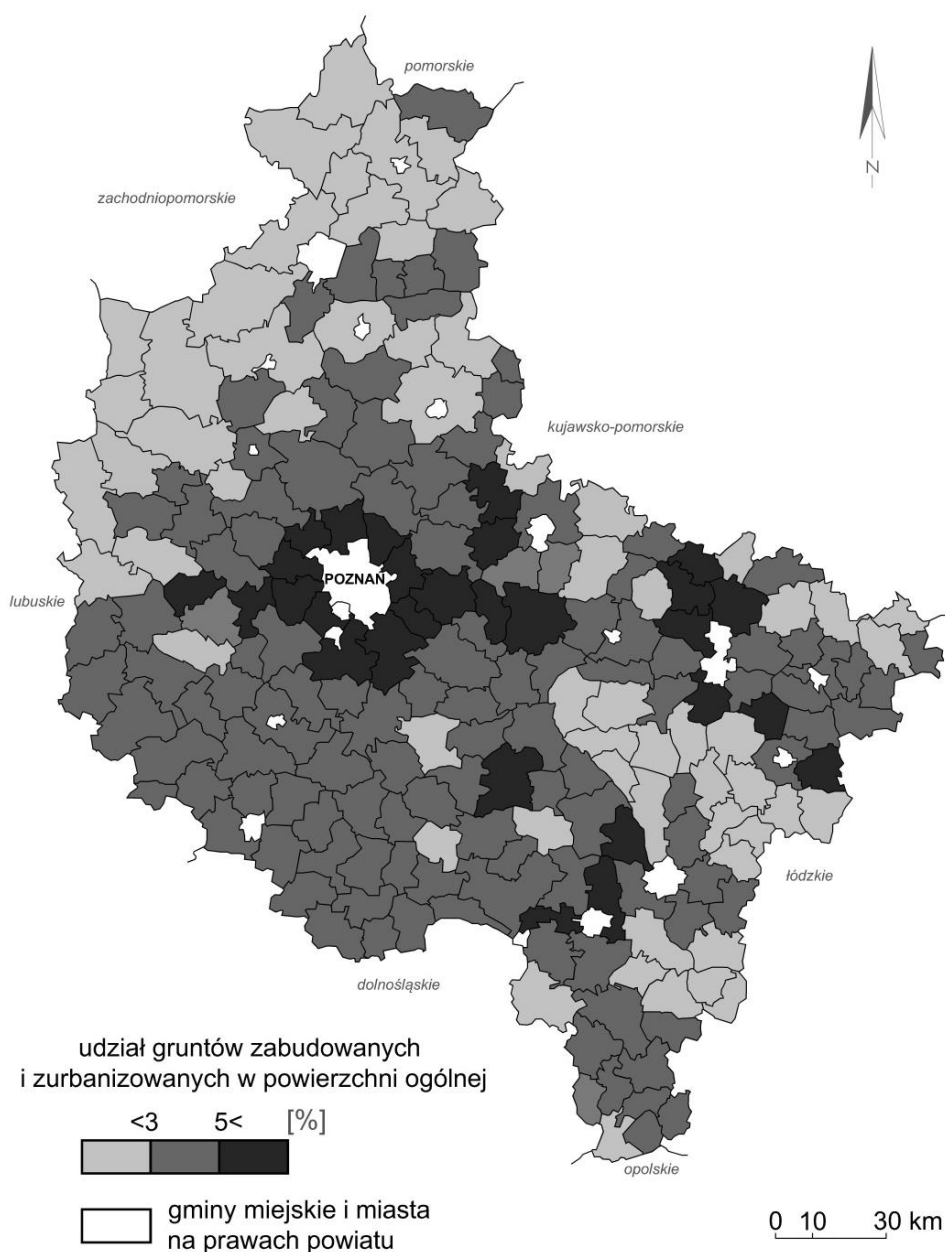 pomorskie
N
zachodniopomorskie
kujawsko-pomorskie
POZNAŃ
lubuskie
łódzkie
dolnośląskie
udział gruntów zabudowanych
i zurbanizowanych w powierzchni ogólnej
<3 5< [%]
opolskie
gminy miejskie i miasta
na prawach powiatu
0 10 30 km